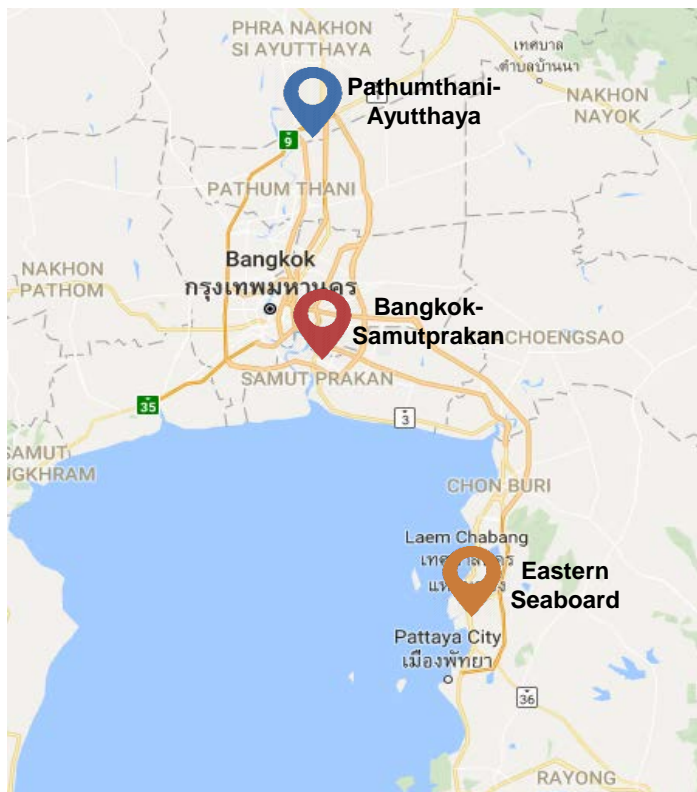 PHRA NAKHON
SI AYUTTHAYA
เทศบาล
ตำบลบ้านนา
Pathumthani-
Ayutthaya
1
NAKHON
NAYOK
9
PATHUM THANI
Bangkok
กรุงเทพมหานคร
NAKHON
PATHOM
Bangkok-
Samutprakan
CHOENGSAO
SAMUT PRAKAN
35
3
SAMUT
NGKHRAM
CHON BURI
Laem Chabang
Eastern
Seaboard
Pattaya City
เมืองพัทยา
36
RAYONG